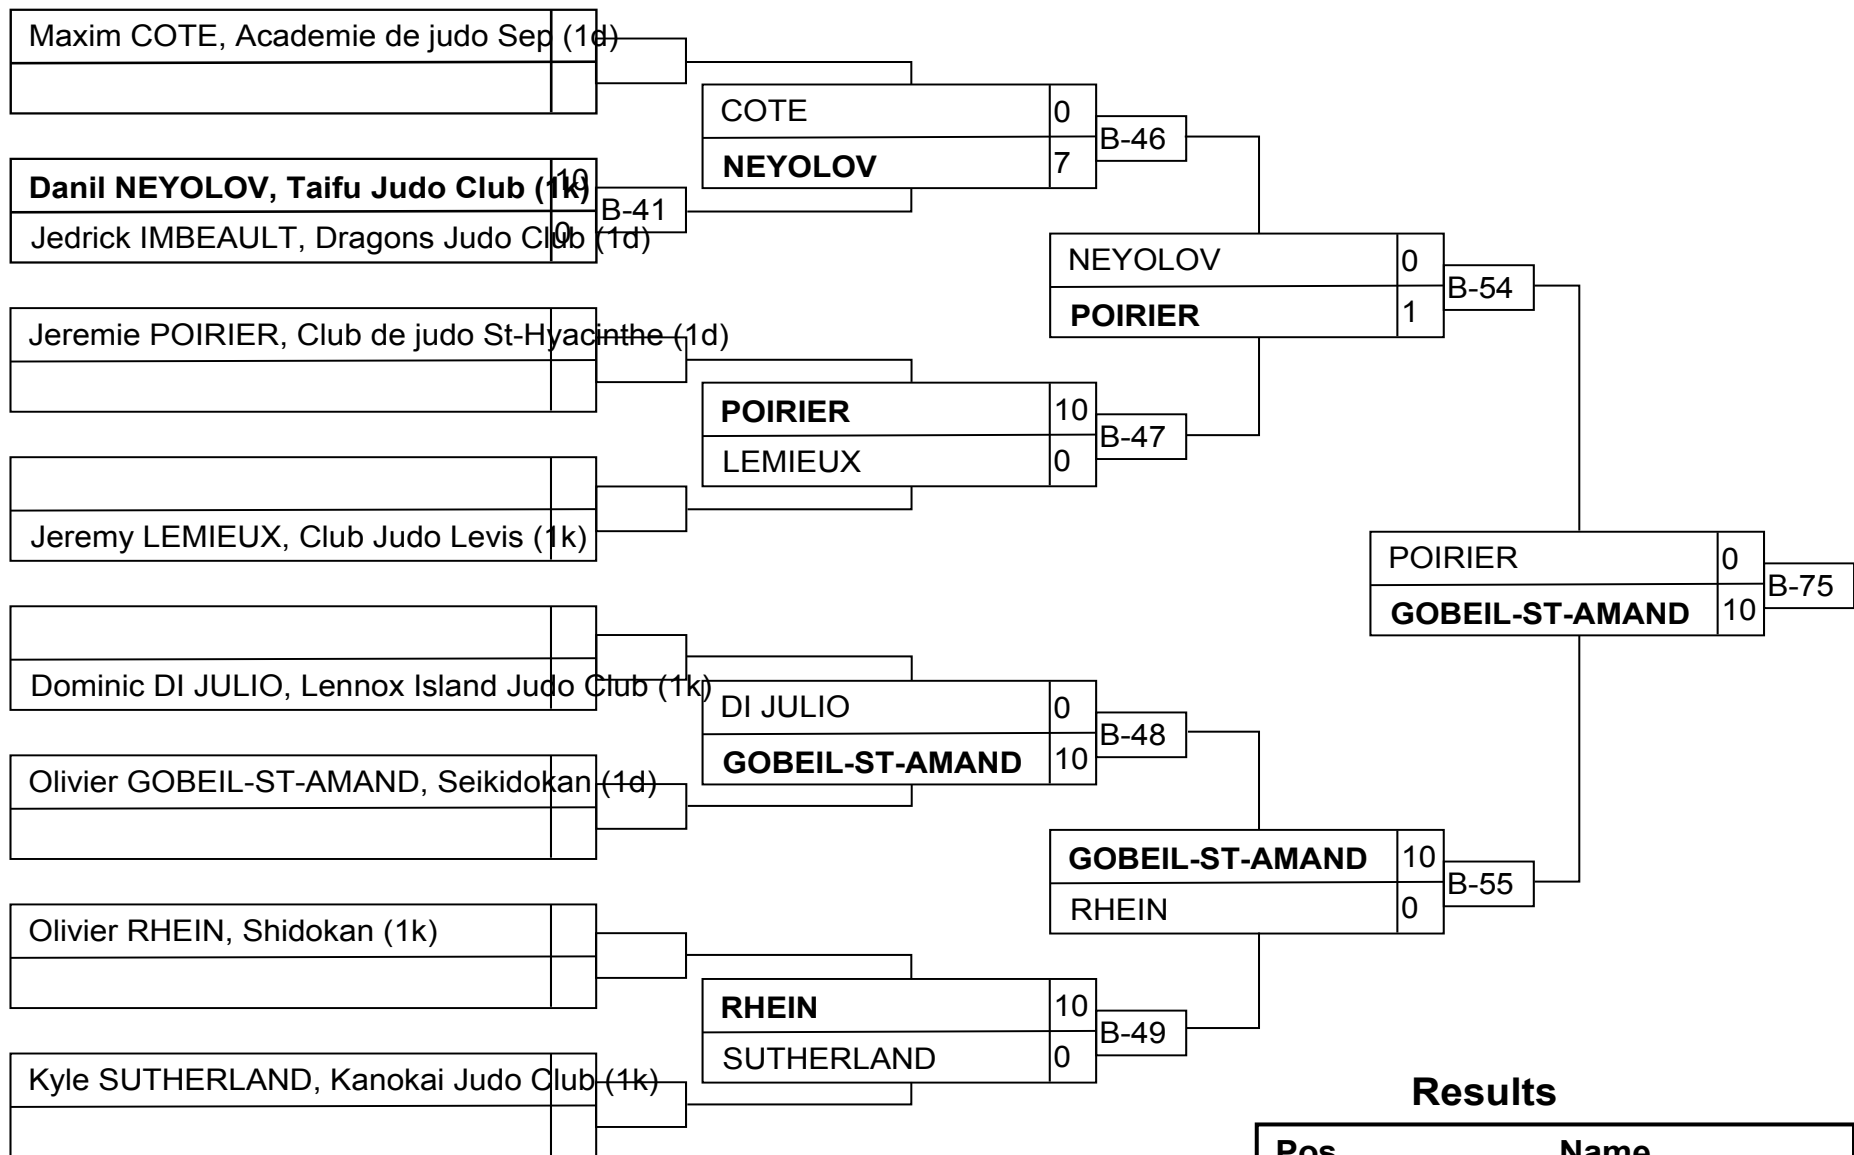 Maxim COTE, Academie de judo Sep (1d)
Danil NEYOLOV, Taifu Judo Club (1k)
10
Jedrick IMBEAULT, Dragons Judo Club (1d)
0
B-41
Jeremie POIRIER, Club de judo St-Hyacinthe (1d)
Jeremy LEMIEUX, Club Judo Levis (1k)
Dominic DI JULIO, Lennox Island Judo Club (1k)
Olivier GOBEIL-ST-AMAND, Seikidokan (1d)
Olivier RHEIN, Shidokan (1k)
Kyle SUTHERLAND, Kanokai Judo Club (1k)
COTE 0
NEYOLOV 7
B-46
POIRIER 10
LEMIEUX 0
B-47
DI JULIO 0
GOBEIL-ST-AMAND 10
B-48
RHEIN 10
SUTHERLAND 0
B-49
NEYOLOV 0
POIRIER 1
B-54
GOBEIL-ST-AMAND 10
RHEIN 0
B-55
POIRIER 0
GOBEIL-ST-AMAND 10
B-75
Results
Pos Name